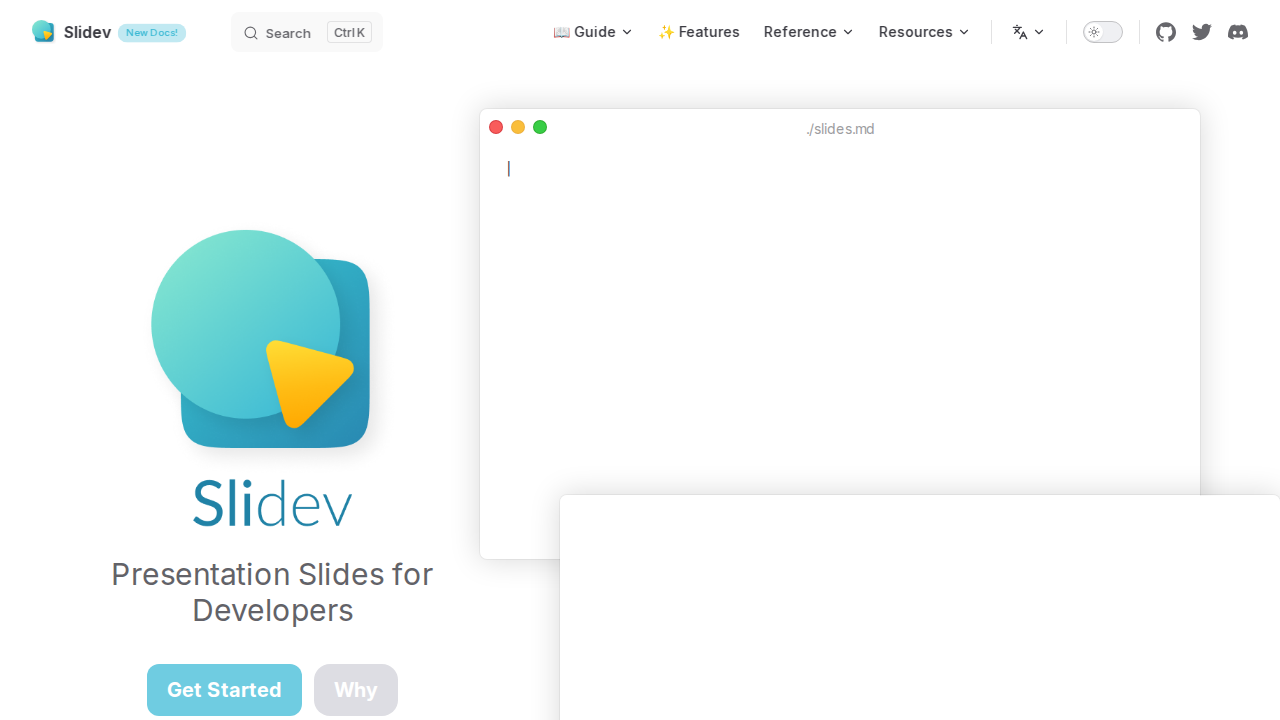 Slidev New Docs! Search Ctrl K 📖 Guide ✨ Features Reference Resources
./slides.md
Slidev
Presentation Slides for
Developers
Get Started Why